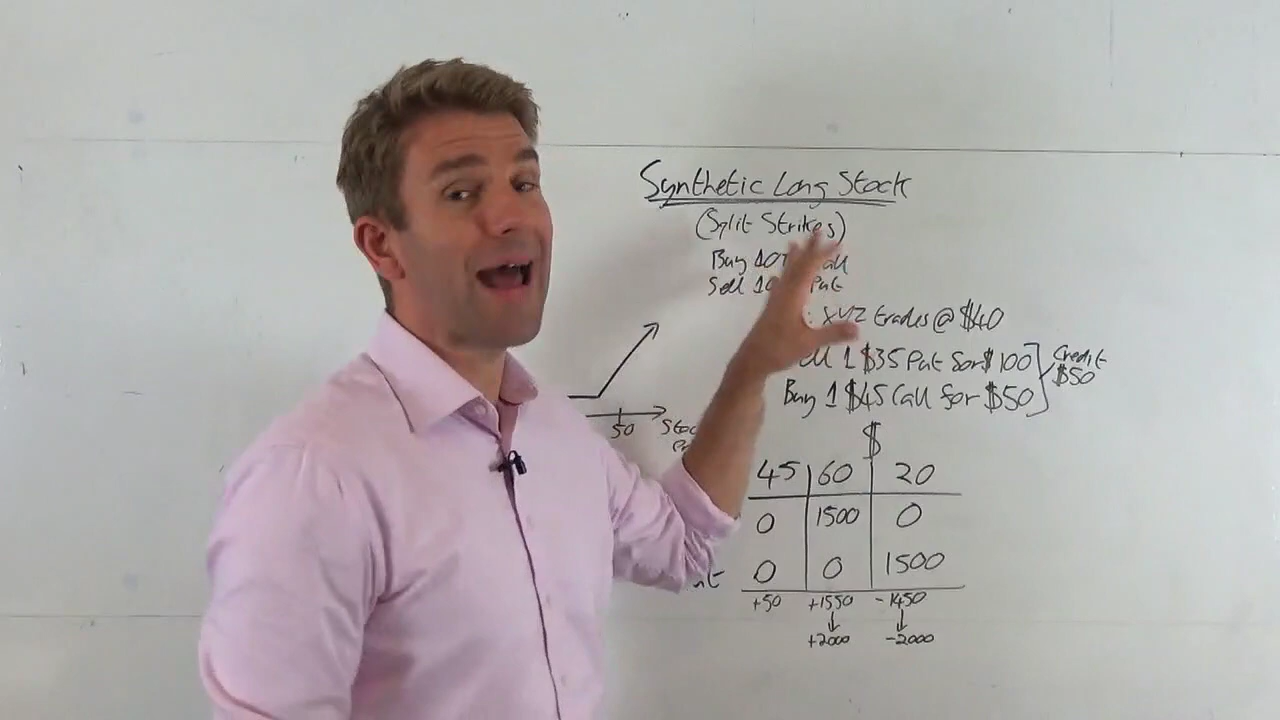 Synthetic Long Stock
(Split Strikes)
Buy 1 OTM Call
Sell 1 Put
: XYZ trades @ $40
1 $35 Put for $100
Credit
$50
Buy 1 $45 Call for $50
50
$
45 60 20
0 1500 0
0 0 1500
+50 +1550 -1450
↓ ↓
+2000 -2000